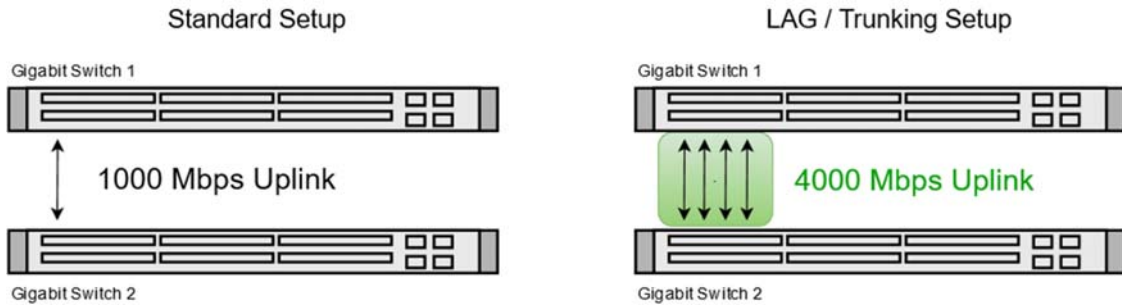 Standard Setup
Gigabit Switch 1
1000 Mbps Uplink
Gigabit Switch 2
LAG / Trunking Setup
Gigabit Switch 1
4000 Mbps Uplink
Gigabit Switch 2